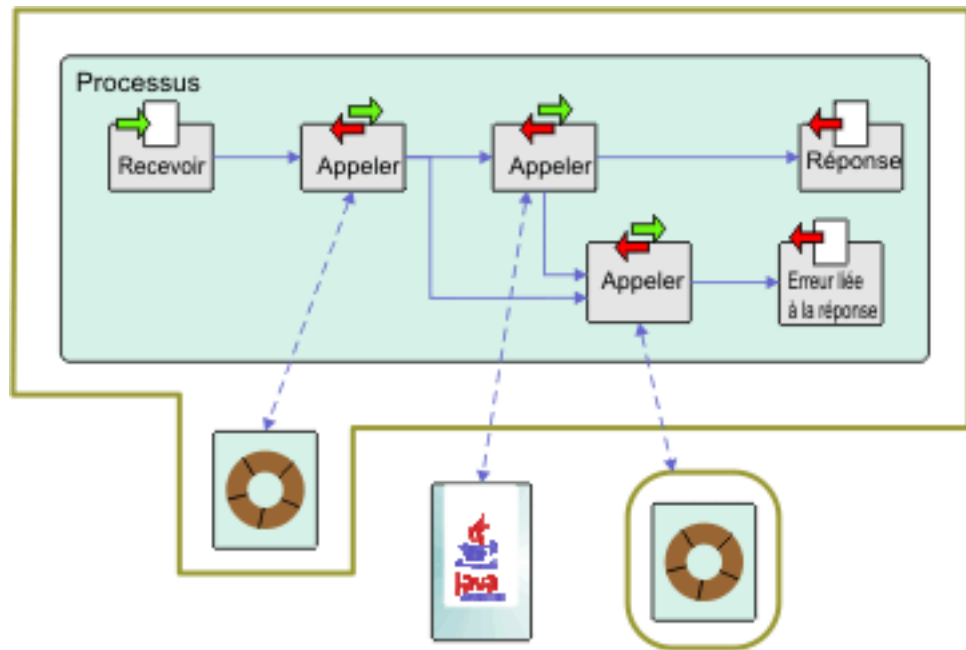 Processus
Recevoir
Appeler
Appeler
Réponse
Appeler
Erreur liée
à la réponse
Java